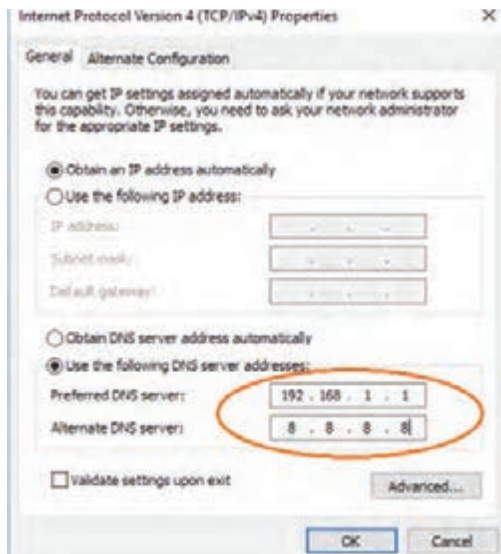 Internet Protocol Version 4 (TCP/IPv4) Properties
General Alternate Configuration
You can get IP settings assigned automatically if your network supports
this capability. Otherwise, you need to ask your network administrator
for the appropriate IP settings.
Obtain an IP address automatically
Use the following IP address:
IP address:
Subnet mask:
Default gateway:
Obtain DNS server address automatically
Use the following DNS server addresses:
Preferred DNS server: 192 . 168 . 1 . 1
Alternate DNS server: 8 . 8 . 8 . 8
Validate settings upon exit
Advanced...
OK Cancel